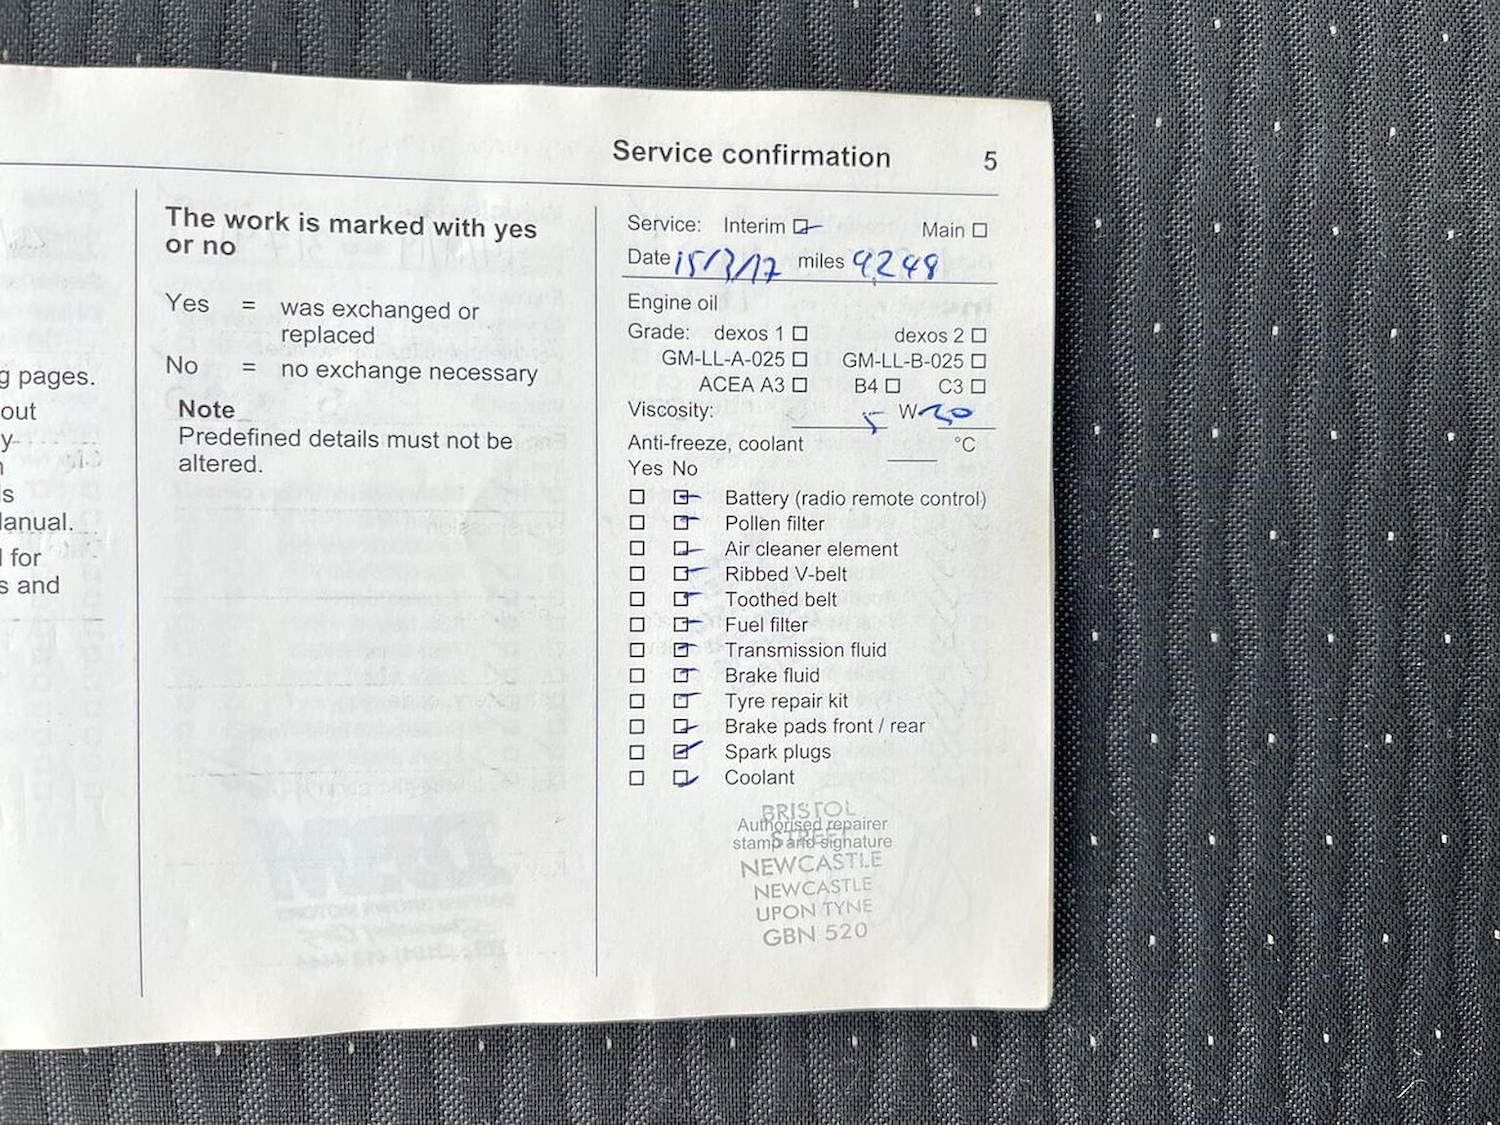 Service confirmation 5
g pages.
out
y
n
ls
Manual.
d for
s and
The work is marked with yes
or no
Yes = was exchanged or
replaced
No = no exchange necessary
Note
Predefined details must not be
altered.
Service: Interim Main
Date 15/3/17 miles 9,248
Engine oil
Grade: dexos 1 dexos 2
GM-LL-A-025 GM-LL-B-025
ACEA A3 B4 C3
Viscosity: 5 W 30
Anti-freeze, coolant °C
Yes No
Battery (radio remote control)
Pollen filter
Air cleaner element
Ribbed V-belt
Toothed belt
Fuel filter
Transmission fluid
Brake fluid
Tyre repair kit
Brake pads front / rear
Spark plugs
Coolant
BRISTOL
Authorised repairer
STREET
stamp and signature
NEWCASTLE
NEWCASTLE
UPON TYNE
GBN 520